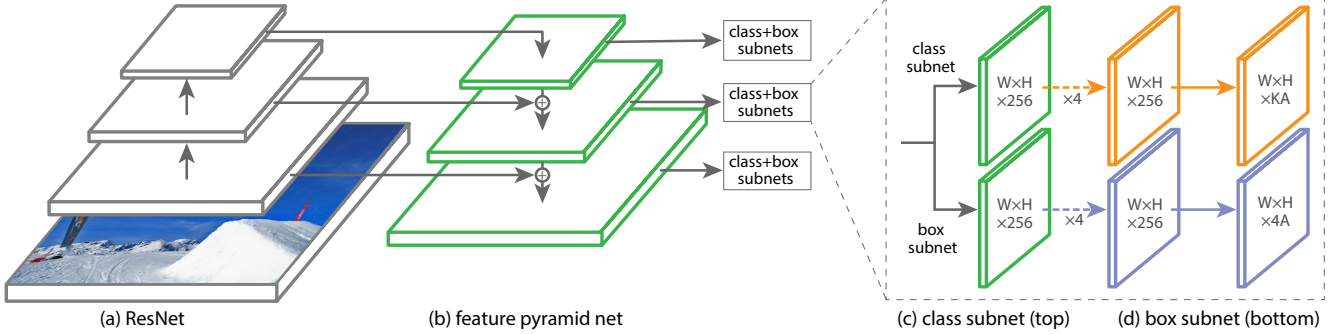 class+box
subnets
class+box
subnets
class+box
subnets
class
subnet
W×H
×256
×4
W×H
×256
W×H
×KA
box
subnet
W×H
×256
×4
W×H
×256
W×H
×4A
(a) ResNet
(b) feature pyramid net
(c) class subnet (top)
(d) box subnet (bottom)